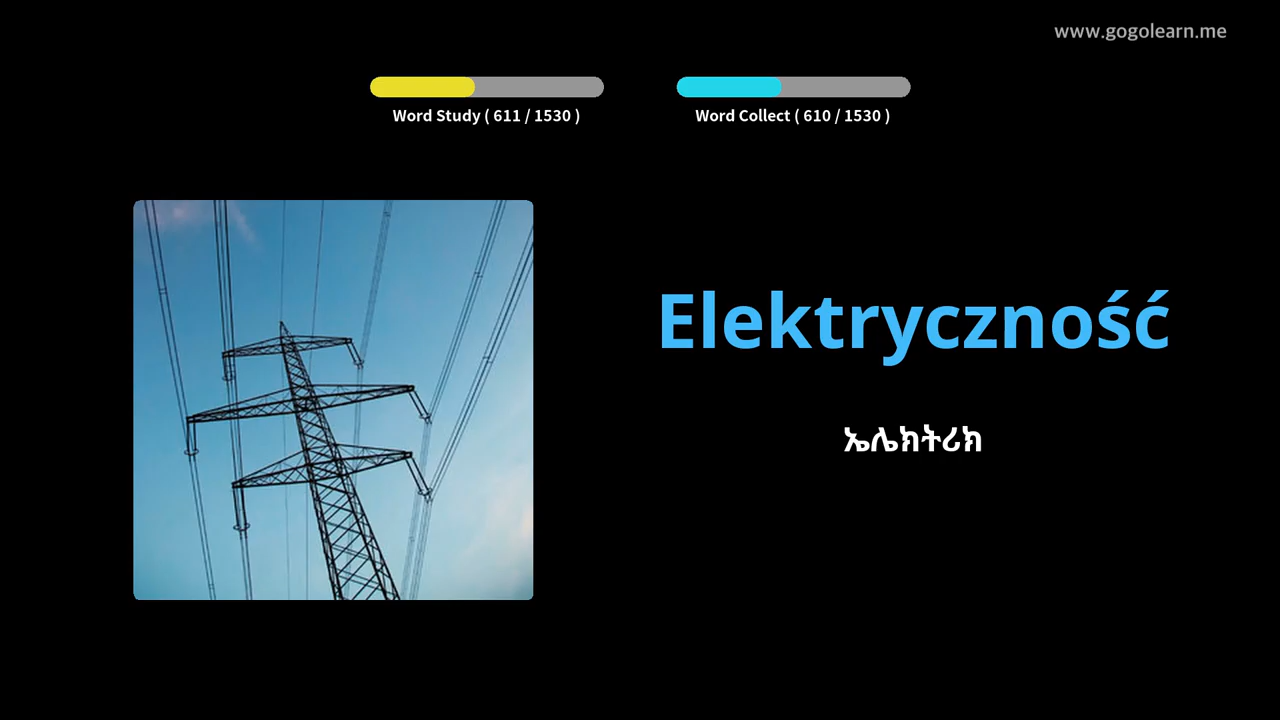 www.gogolearn.me
Word Study ( 611 / 1530 )
Word Collect ( 610 / 1530 )
Elektryczność
ኤሌክትሪክ